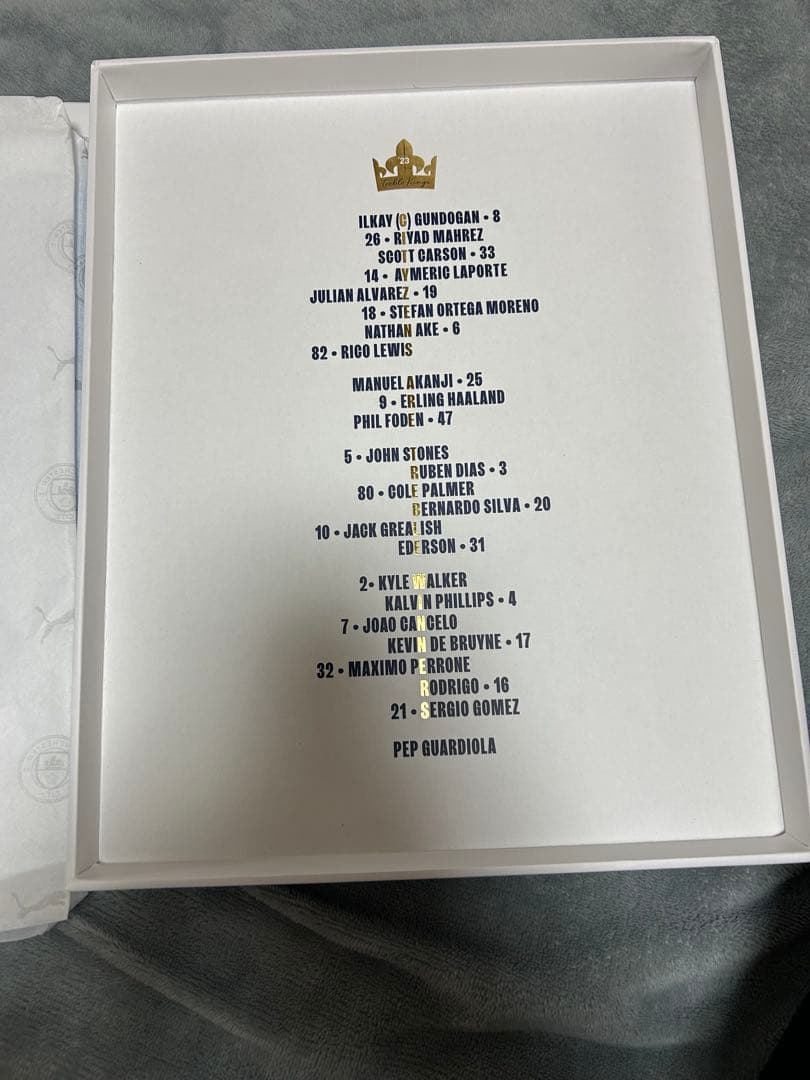 '23
Treble Kings
ILKAY (C) GUNDOGAN • 8
26 • RIYAD MAHREZ
SCOTT CARSON • 33
14 • AYMERIC LAPORTE
JULIAN ALVAREZ • 19
18 • STEFAN ORTEGA MORENO
NATHAN AKE • 6
82 • RICO LEWIS
MANUEL AKANJI • 25
9 • ERLING HAALAND
PHIL FODEN • 47
5 • JOHN STONES
RUBEN DIAS • 3
80 • COLE PALMER
BERNARDO SILVA • 20
10 • JACK GREALISH
EDERSON • 31
2 • KYLE WALKER
KALVIN PHILLIPS • 4
7 • JOAO CANCELO
KEVIN DE BRUYNE • 17
32 • MAXIMO PERRONE
RODRIGO • 16
21 • SERGIO GOMEZ
PEP GUARDIOLA